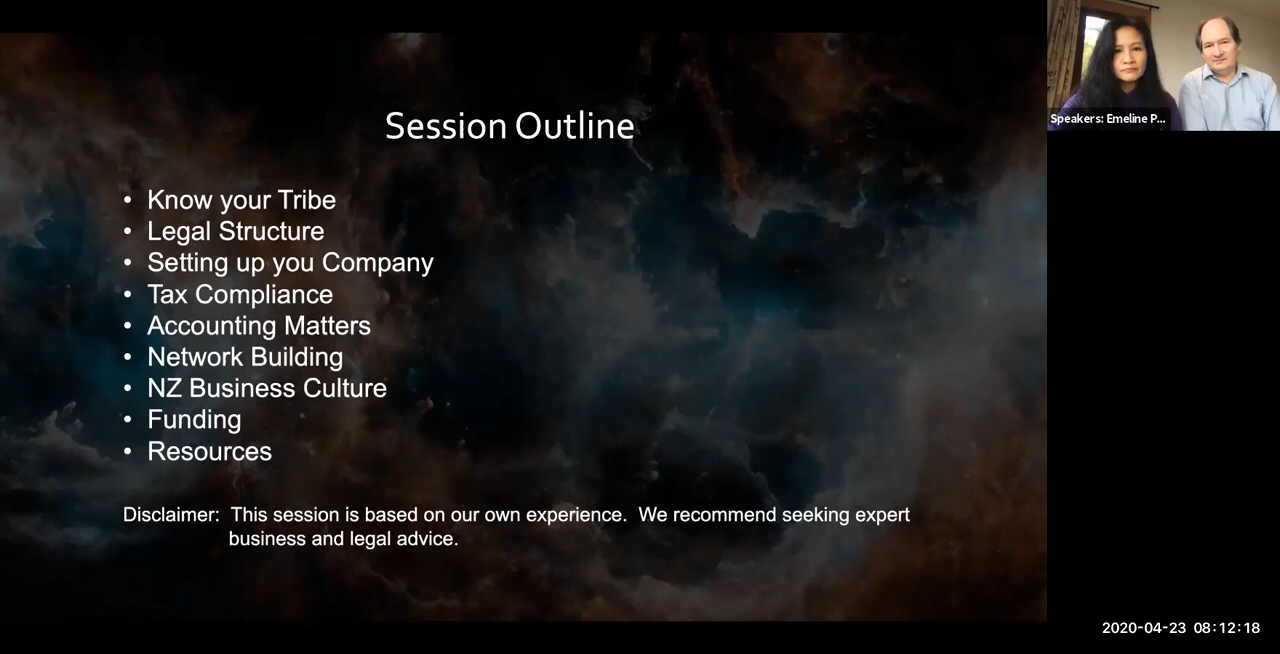 Session Outline
• Know your Tribe
• Legal Structure
• Setting up you Company
• Tax Compliance
• Accounting Matters
• Network Building
• NZ Business Culture
• Funding
• Resources
Disclaimer: This session is based on our own experience. We recommend seeking expert
business and legal advice.
Speakers: Emeline P...
2020-04-23 08:12:18